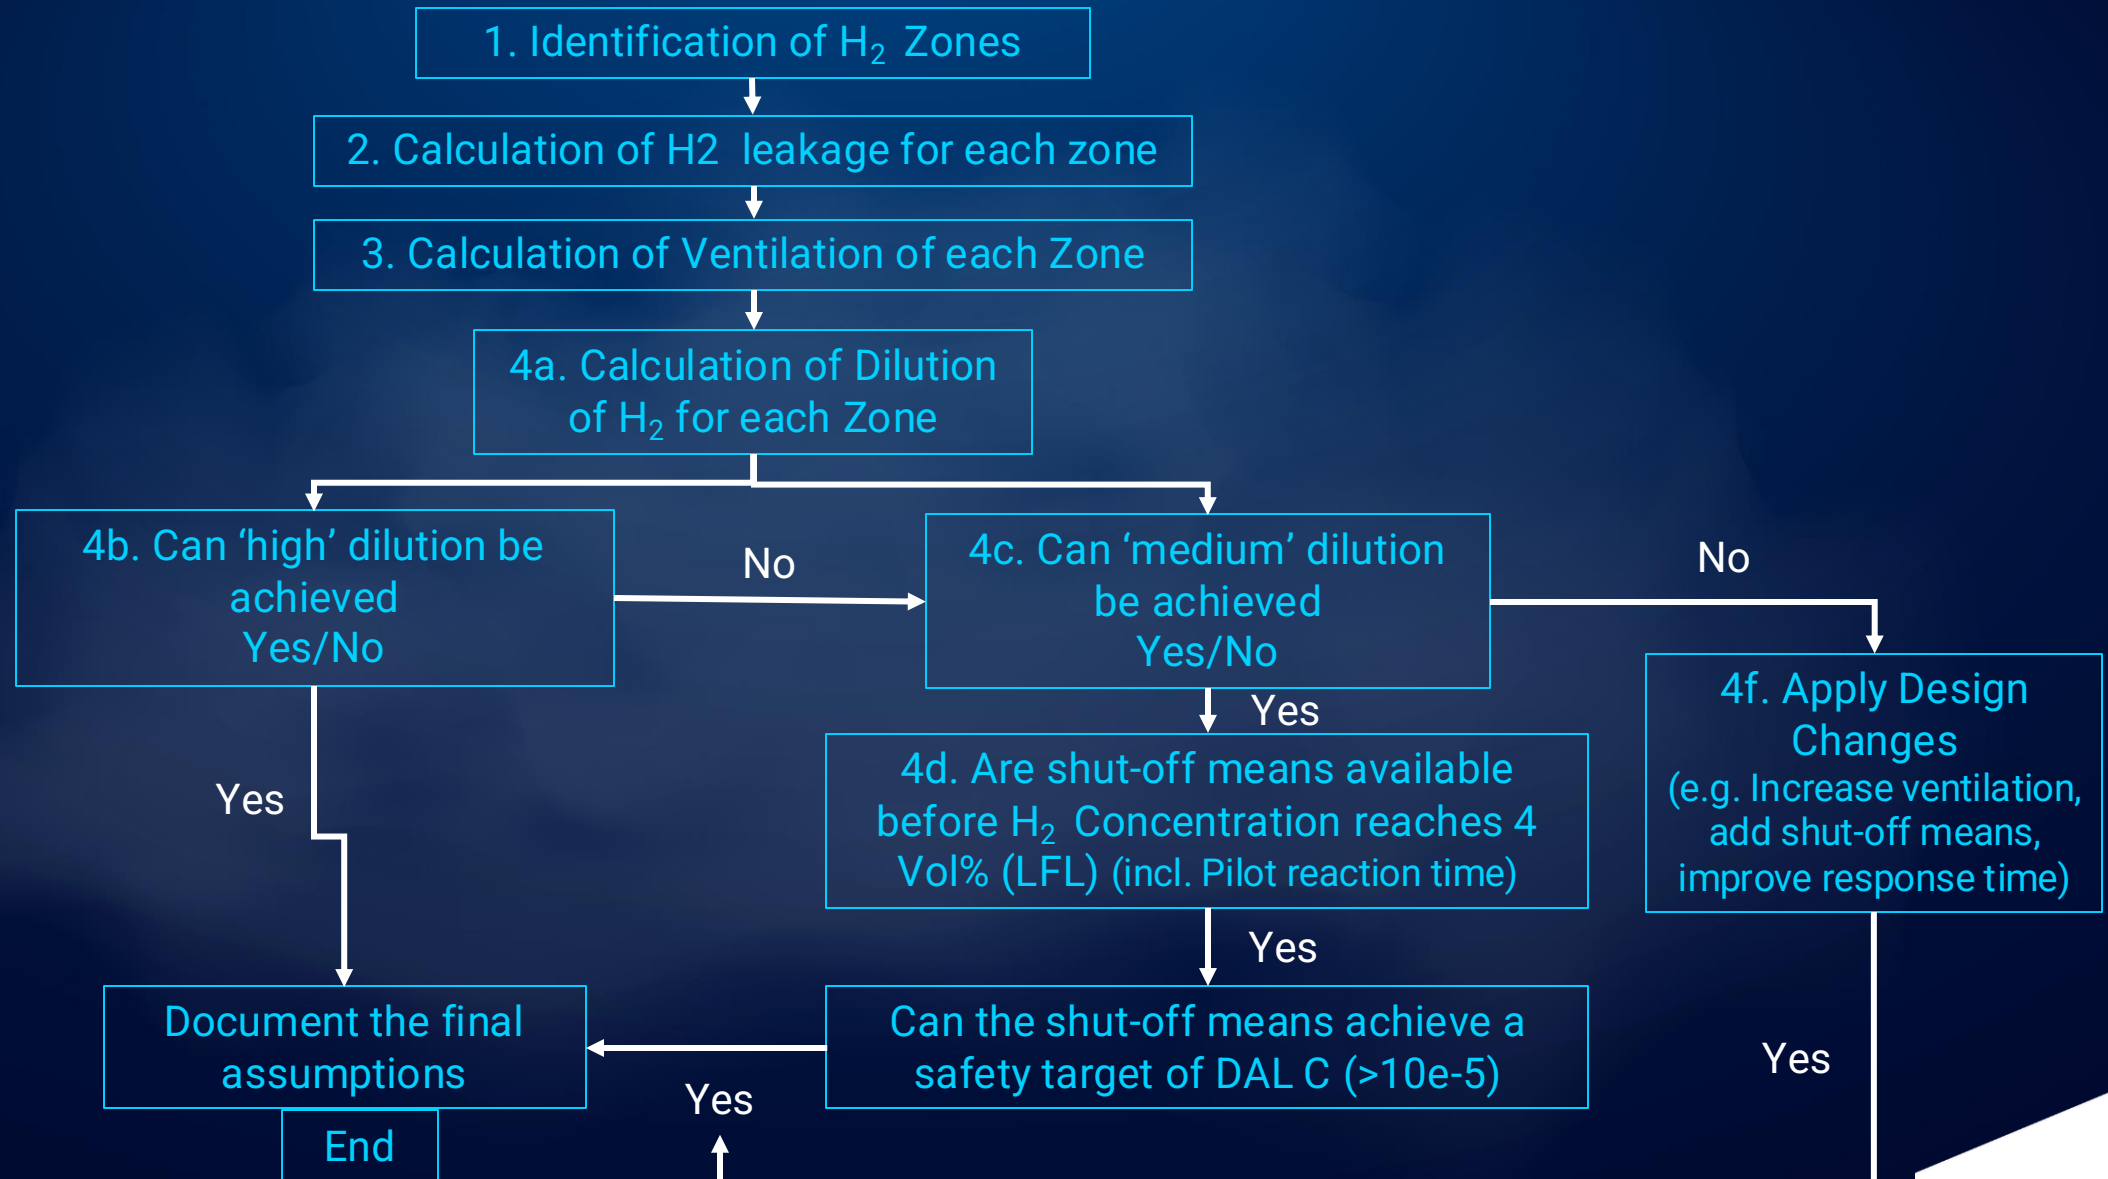 1. Identification of H₂ Zones
2. Calculation of H2 leakage for each zone
3. Calculation of Ventilation of each Zone
4a. Calculation of Dilution
of H₂ for each Zone
4b. Can ‘high’ dilution be
achieved
Yes/No
No
4c. Can ‘medium’ dilution
be achieved
Yes/No
No
Yes
4f. Apply Design
Changes
(e.g. Increase ventilation,
add shut-off means,
improve response time)
Yes
4d. Are shut-off means available
before H₂ Concentration reaches 4
Vol% (LFL) (incl. Pilot reaction time)
Yes
Document the final
assumptions
Can the shut-off means achieve a
safety target of DAL C (>10e-5)
Yes
Yes
End